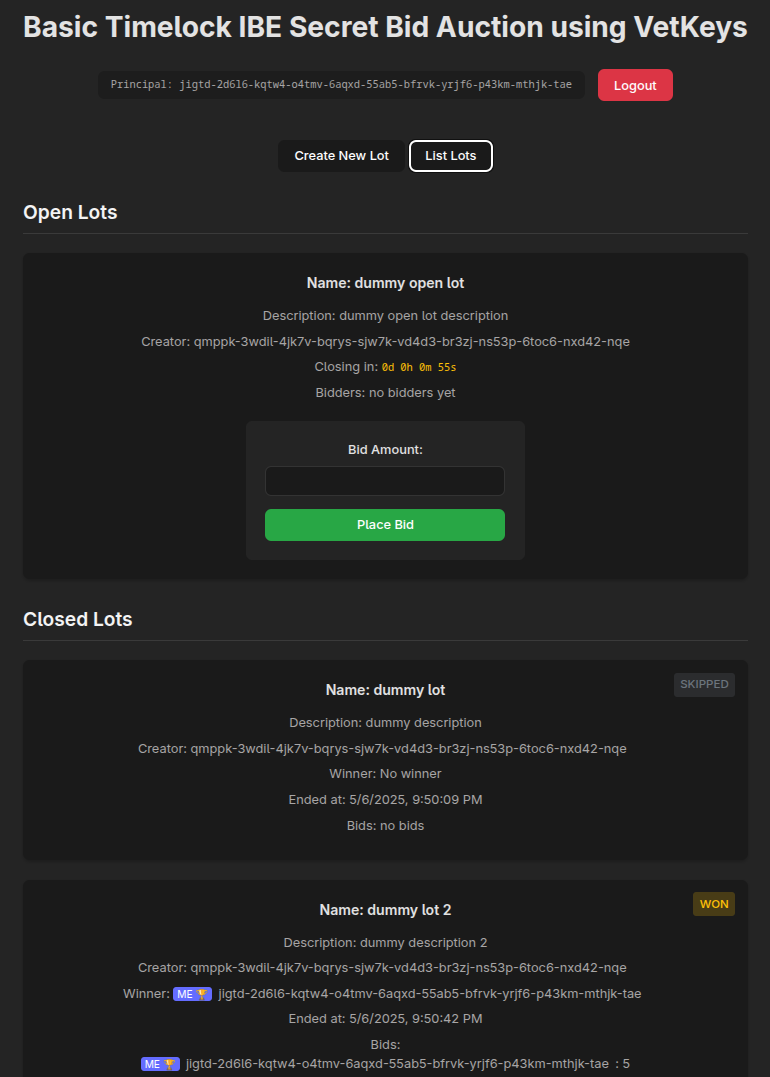 Basic Timelock IBE Secret Bid Auction using VetKeys
Principal: jigtd-2d6l6-kqtw4-o4tmv-6aqxd-55ab5-bfrvk-yrjf6-p43km-mthjk-tae
Logout
Create New Lot
List Lots
Open Lots
Name: dummy open lot
Description: dummy open lot description
Creator: qmppk-3wdil-4jk7v-bqrys-sjw7k-vd4d3-br3zj-ns53p-6toc6-nxd42-nqe
Closing in: 0d 0h 0m 55s
Bidders: no bidders yet
Bid Amount:
Place Bid
Closed Lots
Name: dummy lot
SKIPPED
Description: dummy description
Creator: qmppk-3wdil-4jk7v-bqrys-sjw7k-vd4d3-br3zj-ns53p-6toc6-nxd42-nqe
Winner: No winner
Ended at: 5/6/2025, 9:50:09 PM
Bids: no bids
Name: dummy lot 2
WON
Description: dummy description 2
Creator: qmppk-3wdil-4jk7v-bqrys-sjw7k-vd4d3-br3zj-ns53p-6toc6-nxd42-nqe
Winner: ME 🏆 jigtd-2d6l6-kqtw4-o4tmv-6aqxd-55ab5-bfrvk-yrjf6-p43km-mthjk-tae
Ended at: 5/6/2025, 9:50:42 PM
Bids:
ME 🏆 jigtd-2d6l6-kqtw4-o4tmv-6aqxd-55ab5-bfrvk-yrjf6-p43km-mthjk-tae : 5